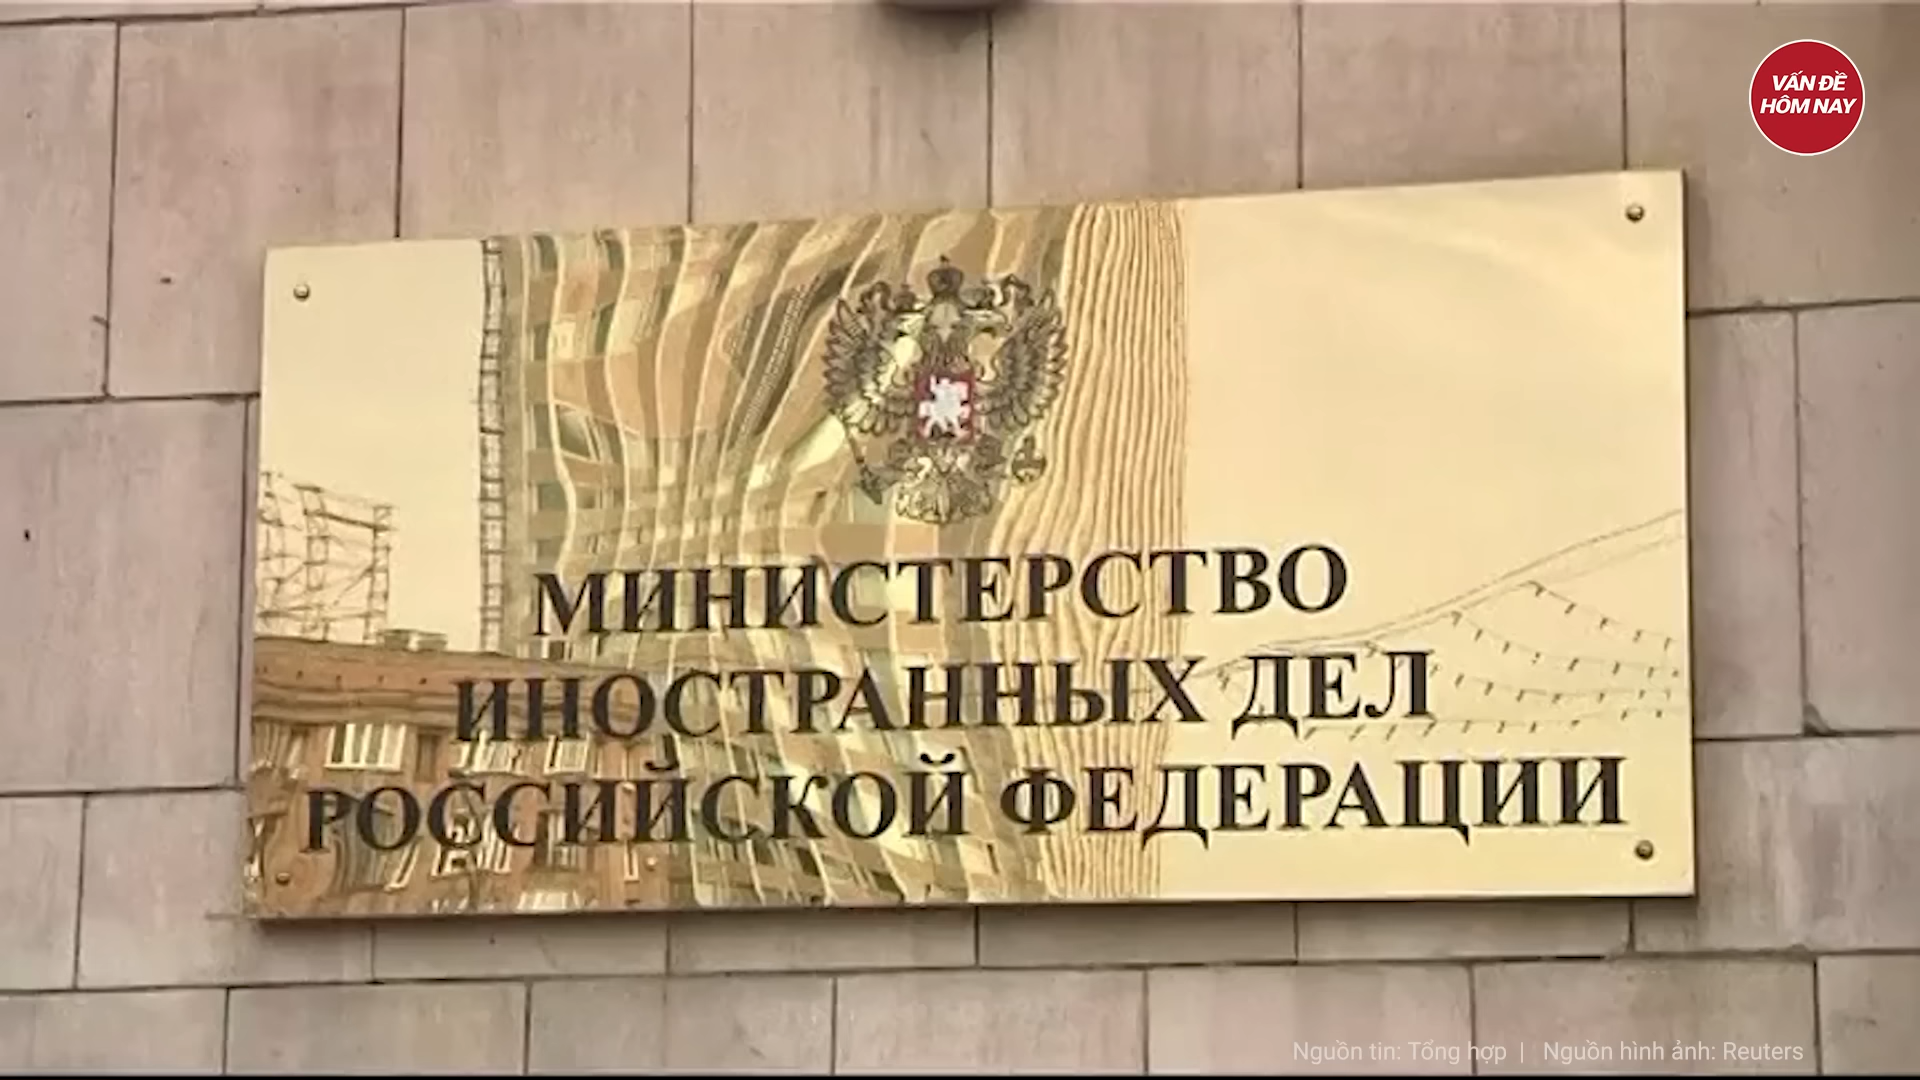 VẤN ĐỀ
HÔM NAY
МИНИСТЕРСТВО
ИНОСТРАННЫХ ДЕЛ
РОССИЙСКОЙ ФЕДЕРАЦИИ
Nguồn tin: Tổng hợp | Nguồn hình ảnh: Reuters